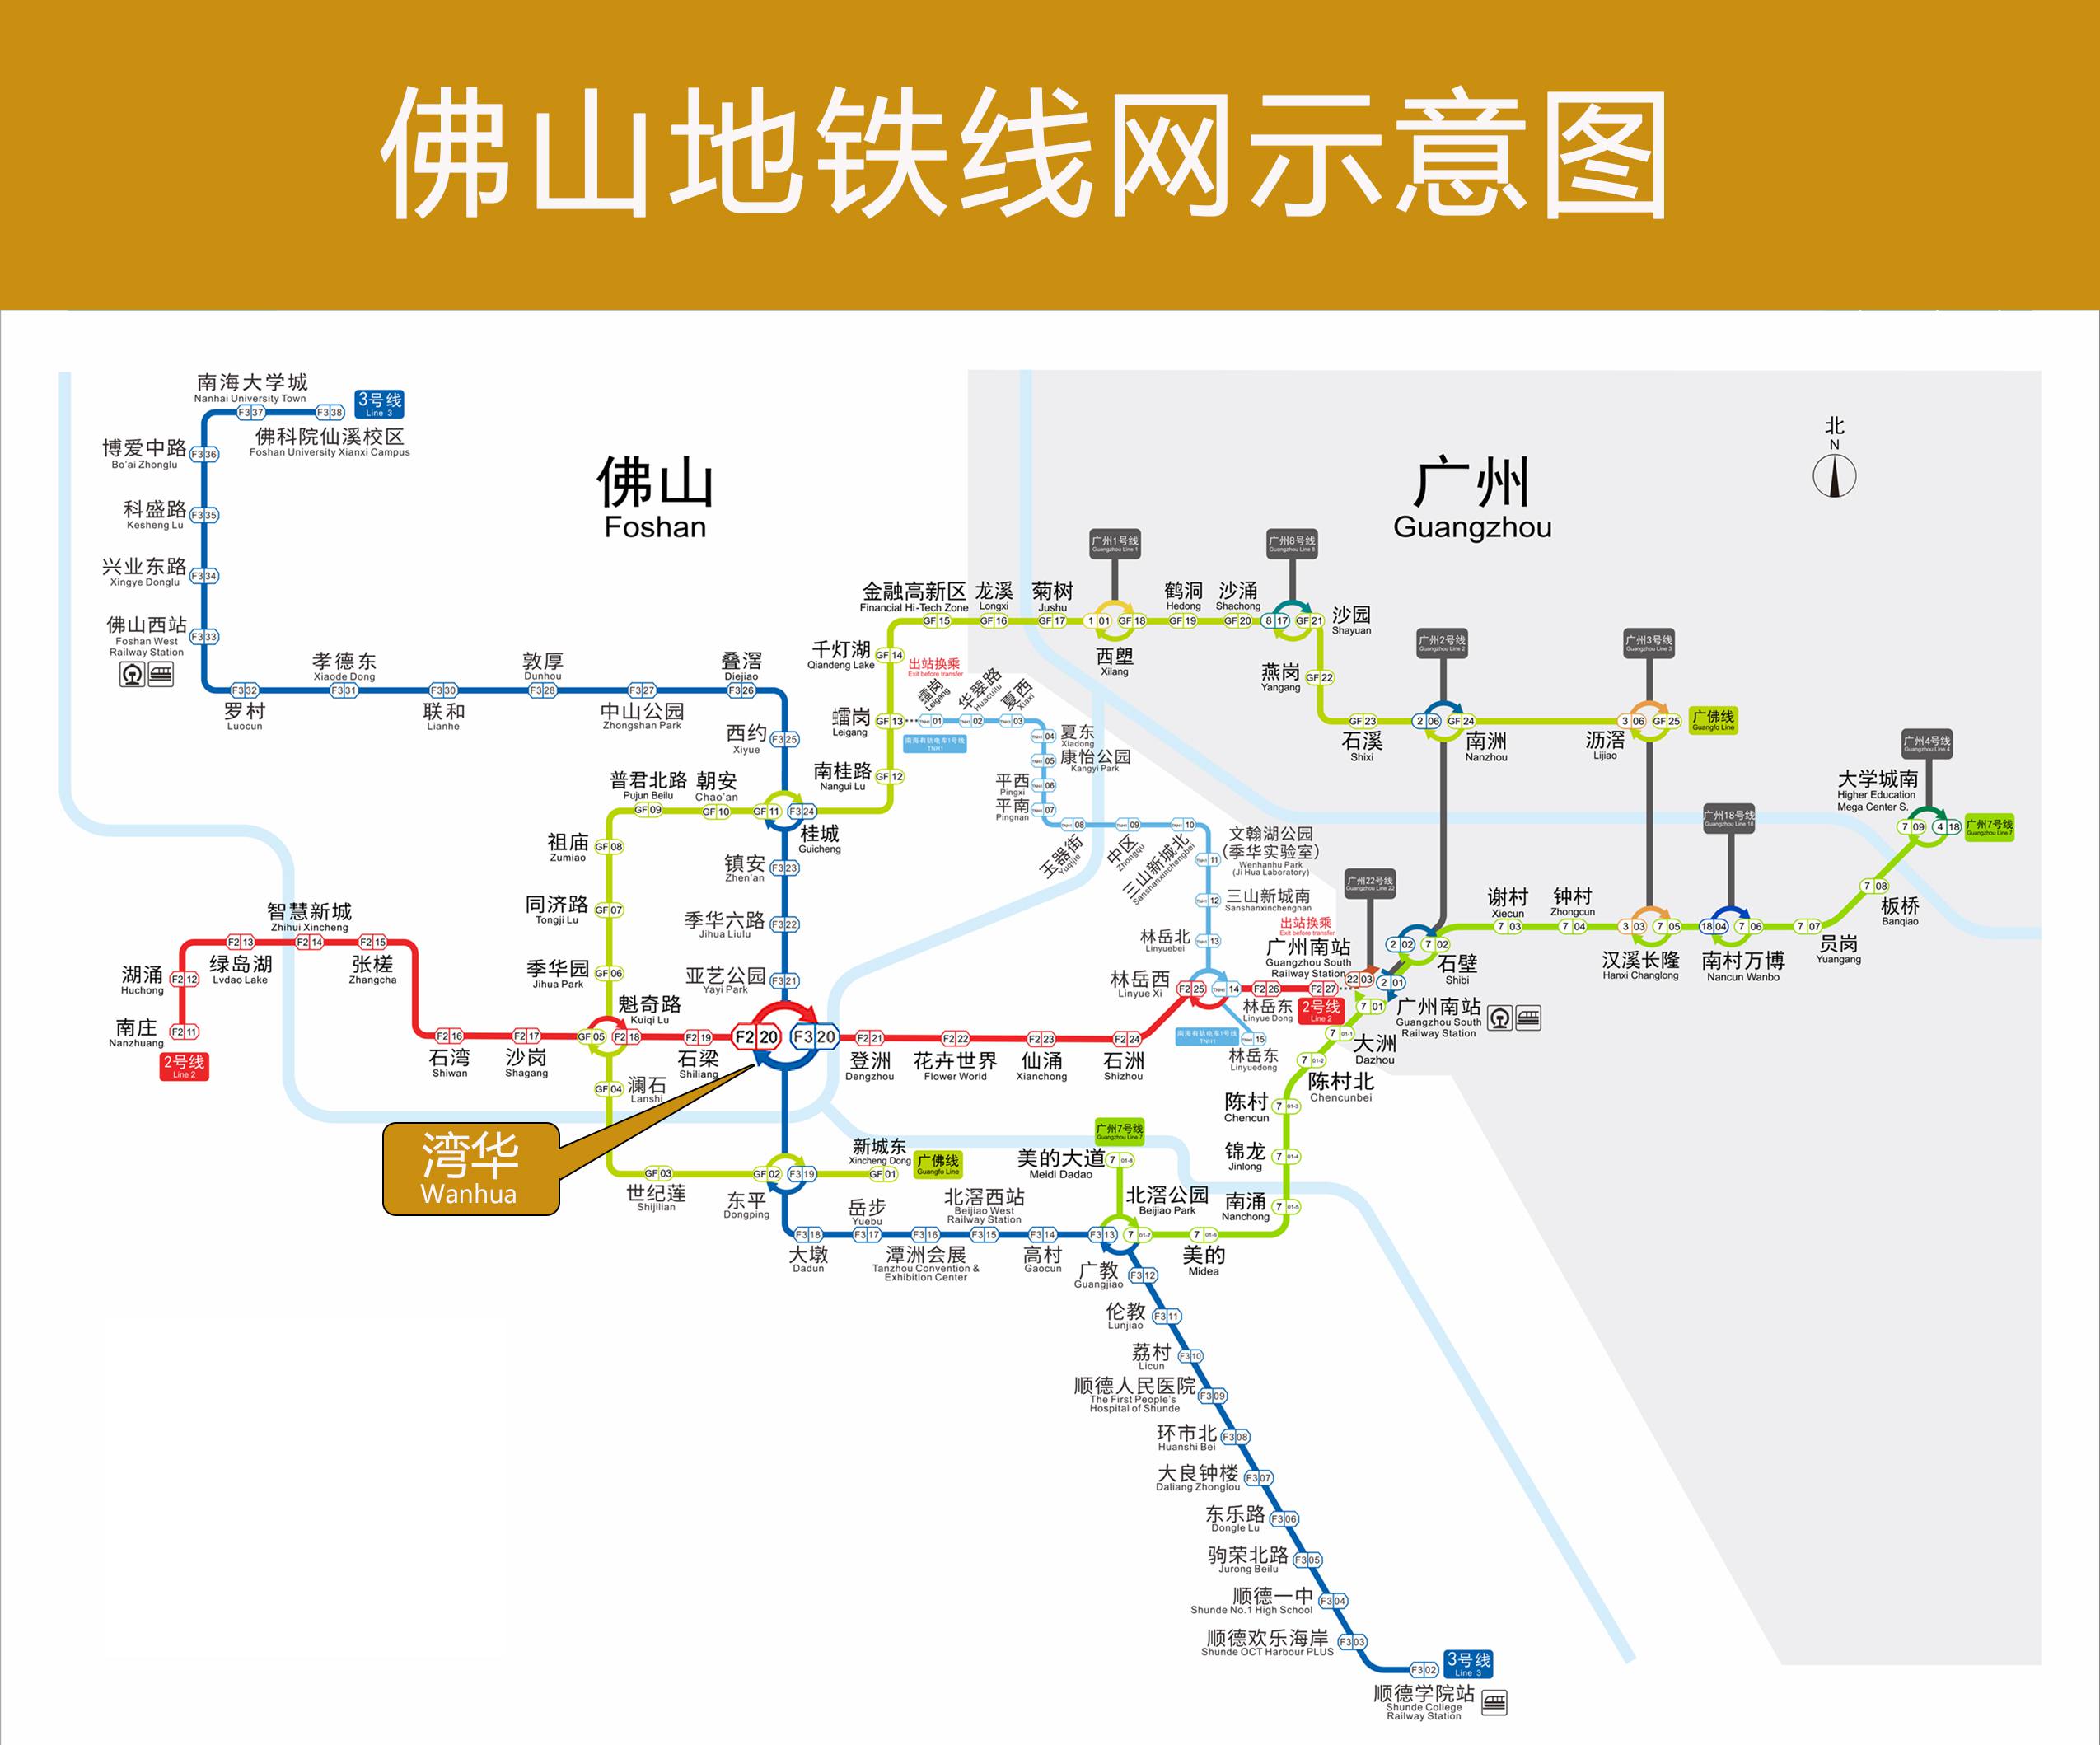 佛山地铁线网示意图
南海大学城
Nanhai University Town
F3 37
F3 38
3号线
Line 3
佛科院仙溪校区
Foshan University Xianxi Campus
博爱中路
Bo'ai Zhonglu
F3 36
科盛路
Kesheng Lu
F3 35
兴业东路
Xingye Donglu
F3 34
佛山西站
Foshan West
Railway Station
F3 33
佛山
Foshan
广州
Guangzhou
北
N
F3 32
罗村
Luocun
孝德东
Xiaode Dong
F3 31
F3 30
联和
Lianhe
敦厚
Dunhou
F3 28
F3 27
中山公园
Zhongshan Park
叠滘
Diejiao
F3 26
西约
Xiyue
F3 25
普君北路
Pujun Beilu
GF 09
朝安
Chao'an
GF 10
GF 11
F3 24
桂城
Guicheng
南桂路
Nangui Lu
GF 12
𧒽岗
Leigang
GF 13
千灯湖
Qiandeng Lake
GF 14
金融高新区
Financial Hi-Tech Zone
GF 15
龙溪
Longxi
GF 16
菊树
Jushu
GF 17
广州1号线
Guangzhou Line 1
1 01
GF 18
西塱
Xilang
鹤洞
Hedong
GF 19
沙涌
Shachong
GF 20
广州8号线
Guangzhou Line 8
8 17
GF 21
沙园
Shayuan
燕岗
Yangang
GF 22
GF 23
石溪
Shixi
广州2号线
Guangzhou Line 2
2 06
GF 24
南洲
Nanzhou
广州3号线
Guangzhou Line 3
3 06
GF 25
沥滘
Lijiao
广佛线
Guangfo Line
出站换乘
Exit before transfer
𧒽岗
Leigang
TNH1 01
华翠路
Huacuilu
TNH1 02
夏西
Xiaxi
TNH1 03
南海有轨电车1号线
TNH1
TNH1 04
夏东
Xiadong
TNH1 05
康怡公园
Kangyi Park
平西
Pingxi
TNH1 06
平南
Pingnan
TNH1 07
TNH1 08
玉器街
Yuqijie
TNH1 09
中区
Zhongqu
TNH1 10
三山新城北
Sanshanxinchengbei
TNH1 11
文翰湖公园
(季华实验室)
Wenhanhu Park
(Ji Hua Laboratory)
TNH1 12
三山新城南
Sanshanxinchengnan
林岳北
Linyuebei
TNH1 13
林岳西
Linyue Xi
F2 25
TNH1 14
南海有轨电车1号线
TNH1
TNH1 15
林岳东
Linyuedong
F2 26
林岳东
Linyue Dong
出站换乘
Exit before transfer
广州南站
Guangzhou South
Railway Station
F2 27
2号线
Line 2
广州22号线
Guangzhou Line 22
22 03
2 01
7 01
广州南站
Guangzhou South
Railway Station
2 02
7 02
石壁
Shibi
谢村
Xiecun
7 03
钟村
Zhongcun
7 04
3 03
7 05
汉溪长隆
Hanxi Changlong
广州18号线
Guangzhou Line 18
18 04
7 06
南村万博
Nancun Wanbo
7 07
员岗
Yuangang
7 08
板桥
Banqiao
广州4号线
Guangzhou Line 4
大学城南
Higher Education
Mega Center S.
7 09
4 18
广州7号线
Guangzhou Line 7
祖庙
Zumiao
GF 08
同济路
Tongji Lu
GF 07
季华园
Jihua Park
GF 06
镇安
Zhen'an
F3 23
季华六路
Jihua Liulu
F3 22
亚艺公园
Yayi Park
F3 21
南庄
Nanzhuang
F2 11
2号线
Line 2
湖涌
Huchong
F2 12
F2 13
绿岛湖
Lvdao Lake
智慧新城
Zhihui Xincheng
F2 14
F2 15
张槎
Zhangcha
F2 16
石湾
Shiwan
F2 17
沙岗
Shagang
魁奇路
Kuiqi Lu
GF 05
F2 18
F2 19
石梁
Shiliang
F2 20
F3 20
湾华
Wanhua
F2 21
登洲
Dengzhou
F2 22
花卉世界
Flower World
F2 23
仙涌
Xianchong
F2 24
石洲
Shizhou
GF 04
澜石
Lanshi
GF 03
世纪莲
Shijilian
GF 02
F3 19
东平
Dongping
新城东
Xincheng Dong
GF 01
广佛线
Guangfo Line
7 01-1
大洲
Dazhou
7 01-2
陈村北
Chencunbei
陈村
Chencun
7 01-3
锦龙
Jinlong
7 01-4
南涌
Nanchong
7 01-5
7 01-6
美的
Midea
北滘公园
Beijiao Park
F3 13
7 01-7
广州7号线
Guangzhou Line 7
美的大道
Meidi Dadao
7 01-8
F3 18
大墩
Dadun
岳步
Yuebu
F3 17
F3 16
潭洲会展
Tanzhou Convention &
Exhibition Center
北滘西站
Beijiao West
Railway Station
F3 15
F3 14
高村
Gaocun
广教
Guangjiao
F3 12
伦教
Lunjiao
F3 11
荔村
Licun
F3 10
顺德人民医院
The First People's
Hospital of Shunde
F3 09
环市北
Huanshi Bei
F3 08
大良钟楼
Daliang Zhonglou
F3 07
东乐路
Dongle Lu
F3 06
驹荣北路
Jurong Beilu
F3 05
顺德一中
Shunde No.1 High School
F3 04
顺德欢乐海岸
Shunde OCT Harbour PLUS
F3 03
F3 02
3号线
Line 3
顺德学院站
Shunde College
Railway Station